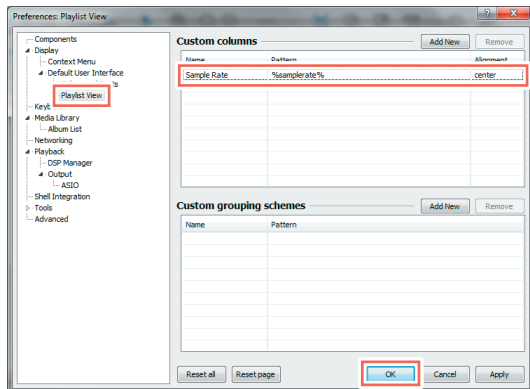 Preferences: Playlist View
Components
Display
Context Menu
Default User Interface
's
Playlist View
Keyb
Media Library
Album List
Networking
Playback
DSP Manager
Output
ASIO
Shell Integration
Tools
Advanced
Custom columns
Add New
Remove
Name Pattern Alignment
Sample Rate %samplerate% center
Custom grouping schemes
Add New
Remove
Name Pattern
Reset all
Reset page
OK
Cancel
Apply